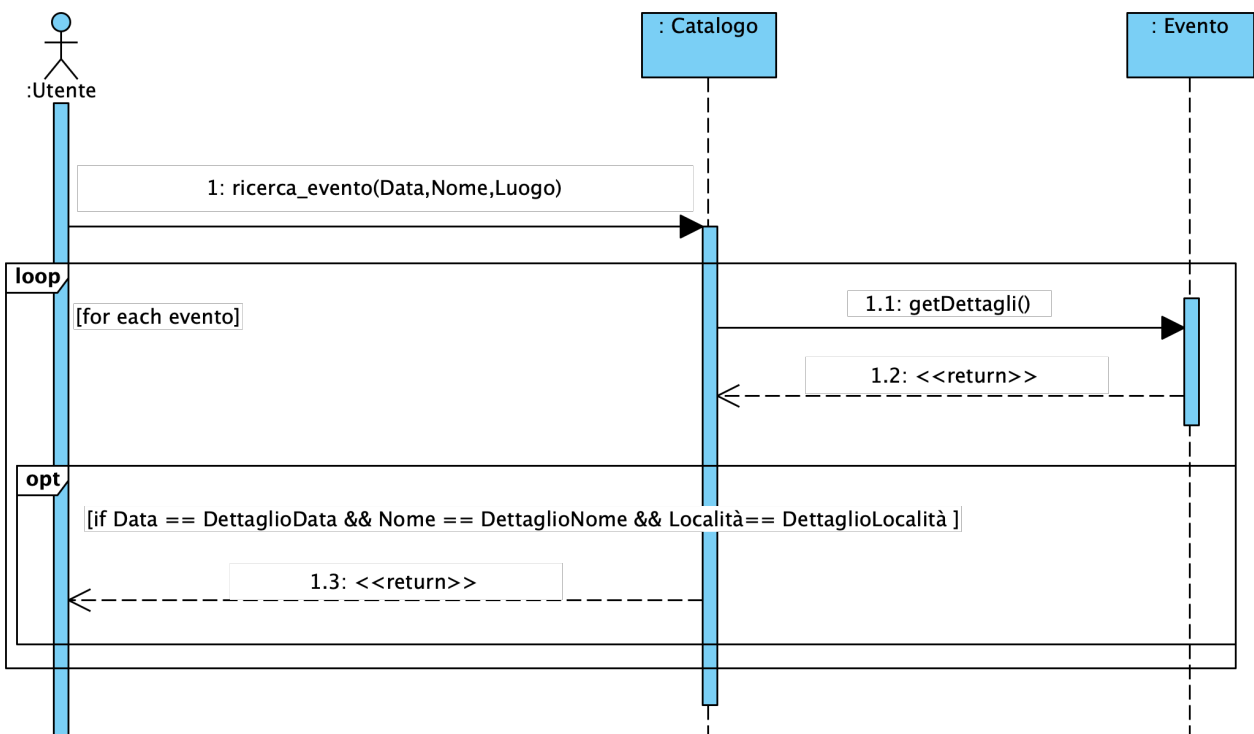 : Catalogo
: Evento
:Utente
1: ricerca_evento(Data,Nome,Luogo)
loop
[for each evento]
1.1: getDettagli()
1.2: <<return>>
opt
[if Data == DettaglioData && Nome == DettaglioNome && Località== DettaglioLocalità ]
1.3: <<return>>